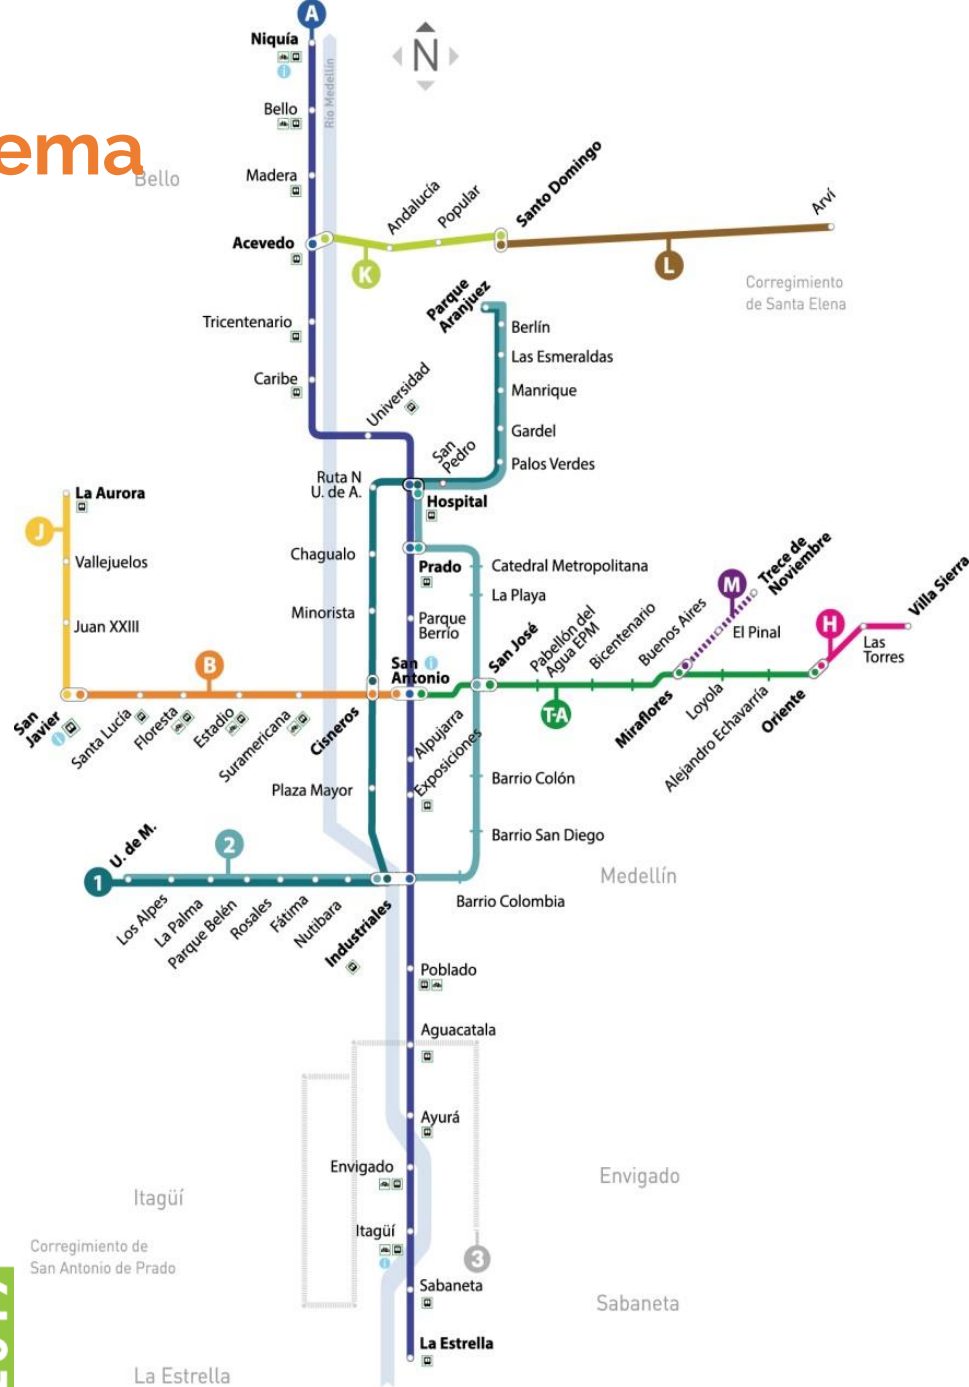 A
Niquía
N
Río Medellín
Bello
ema
Bello
Madera
Santo Domingo
Andalucía
Popular
Arví
Acevedo
K
L
Corregimiento
de Santa Elena
Parque
Aranjuez
Tricentenario
Berlín
Las Esmeraldas
Caribe
Universidad
Manrique
Gardel
San
Pedro
Palos Verdes
Ruta N
U. de A.
La Aurora
Hospital
J
Vallejuelos
Chagualo
Prado
Catedral Metropolitana
La Playa
M
Trece de
Noviembre
Villa Sierra
Juan XXIII
Minorista
Parque
Berrío
San José
Pabellón del
Agua EPM
Bicentenario
Buenos Aires
El Pinal
H
Las
Torres
B
San
Antonio
San
Javier
Santa Lucía
Floresta
Estadio
Suramericana
Cisneros
Alpujarra
Exposiciones
T-A
Miraflores
Loyola
Alejandro Echavarría
Oriente
Plaza Mayor
Barrio Colón
Barrio San Diego
U. de M.
2
1
Medellín
Los Alpes
La Palma
Parque Belén
Rosales
Fátima
Nutibara
Industriales
Barrio Colombia
Poblado
Aguacatala
Ayurá
Envigado
Envigado
Itagüí
Itagüí
Corregimiento de
San Antonio de Prado
3
Sabaneta
Sabaneta
La Estrella
La Estrella